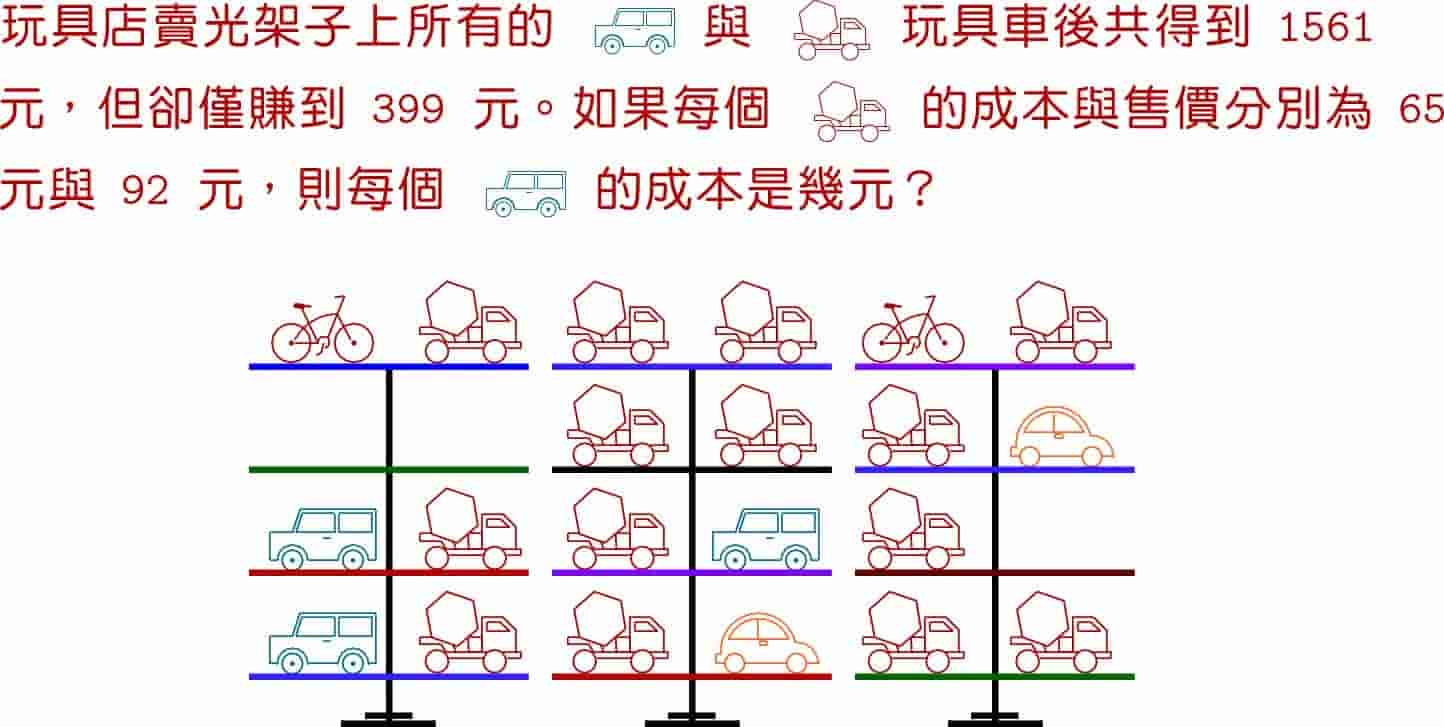 玩具店賣光架子上所有的 與 玩具車後共得到 1561
元，但卻僅賺到 399 元。如果每個 的成本與售價分別為 65
元與 92 元，則每個 的成本是幾元？